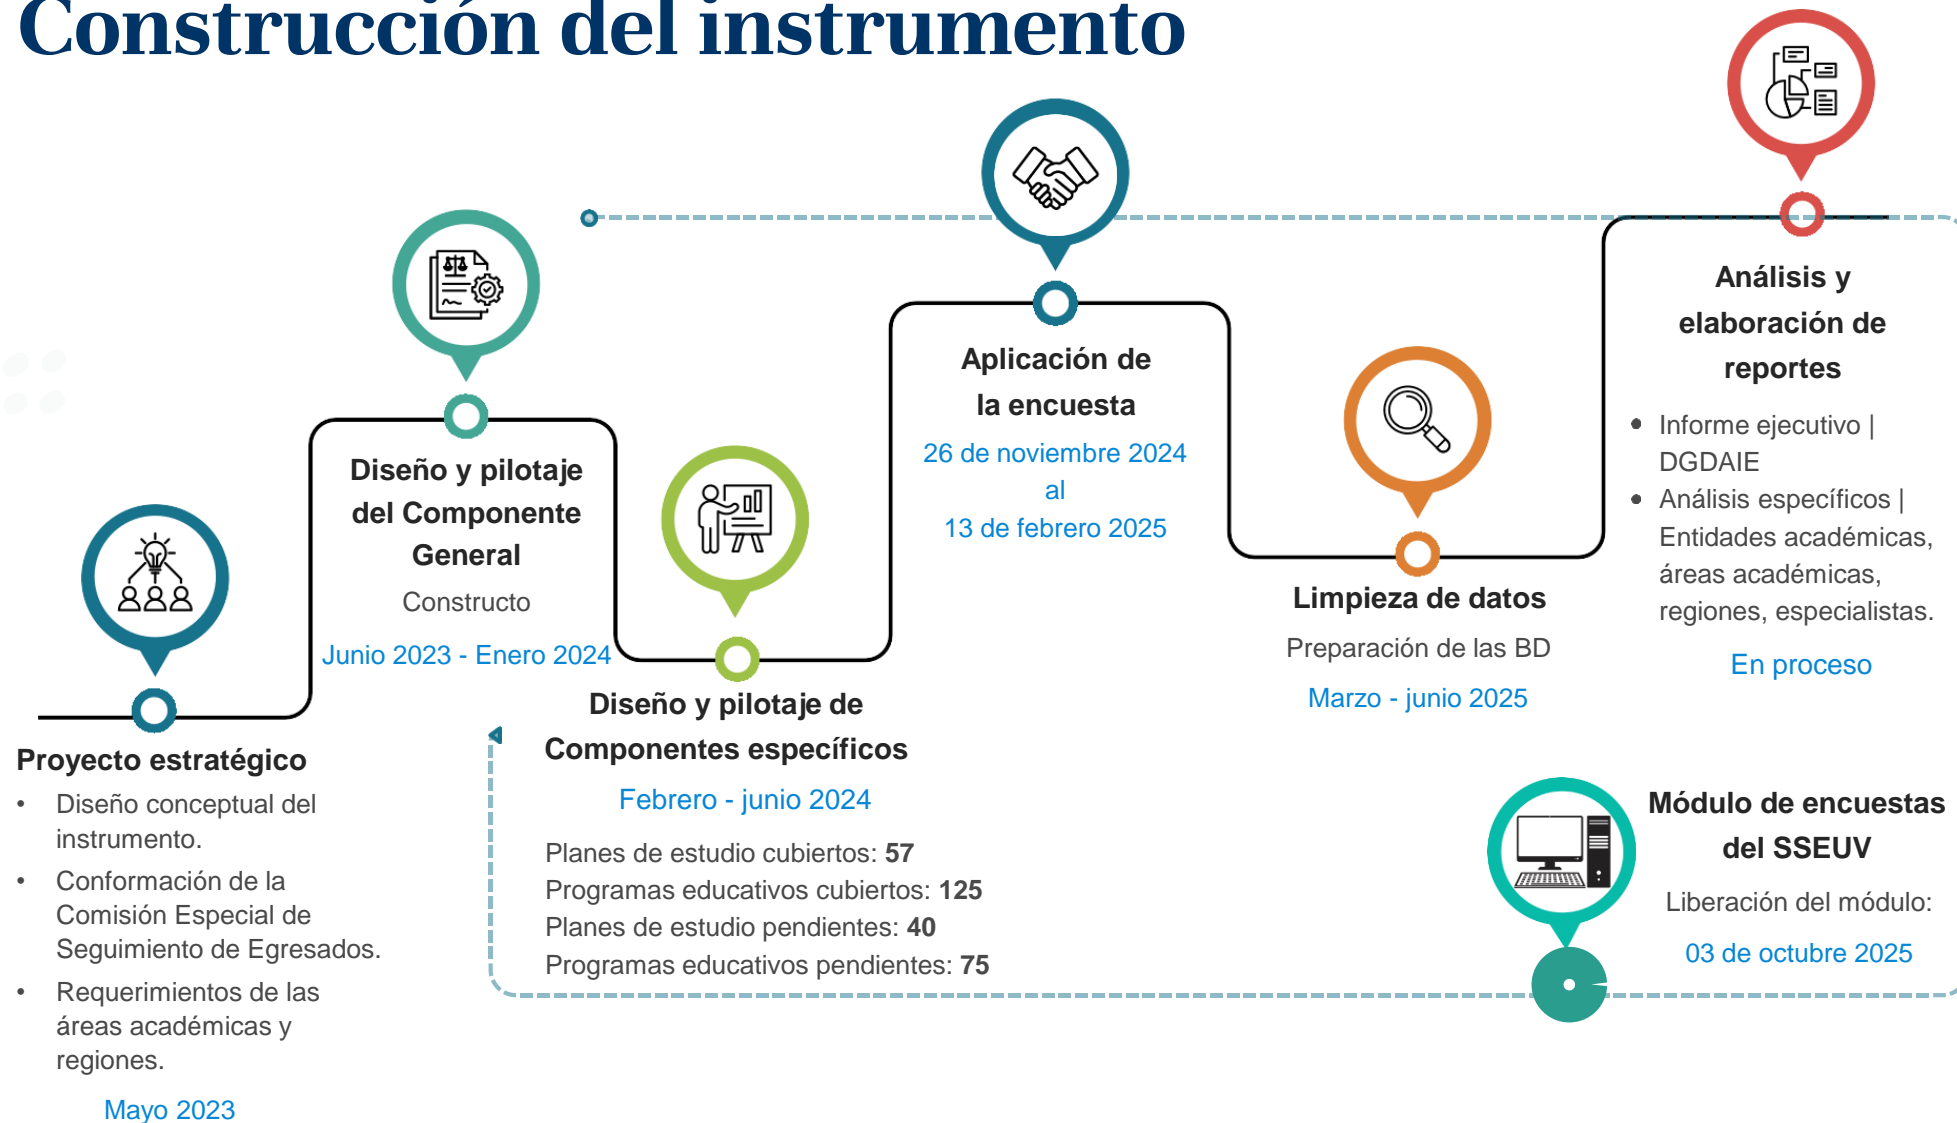 Construcción del instrumento
Proyecto estratégico
• Diseño conceptual del
instrumento.
• Conformación de la
Comisión Especial de
Seguimiento de Egresados.
• Requerimientos de las
áreas académicas y
regiones.
Mayo 2023
Diseño y pilotaje
del Componente
General
Constructo
Junio 2023 - Enero 2024
Diseño y pilotaje de
Componentes específicos
Febrero - junio 2024
Planes de estudio cubiertos: 57
Programas educativos cubiertos: 125
Planes de estudio pendientes: 40
Programas educativos pendientes: 75
Aplicación de
la encuesta
26 de noviembre 2024
al
13 de febrero 2025
Limpieza de datos
Preparación de las BD
Marzo - junio 2025
Análisis y
elaboración de
reportes
• Informe ejecutivo |
DGDAIE
• Análisis específicos |
Entidades académicas,
áreas académicas,
regiones, especialistas.
En proceso
Módulo de encuestas
del SSEUV
Liberación del módulo:
03 de octubre 2025